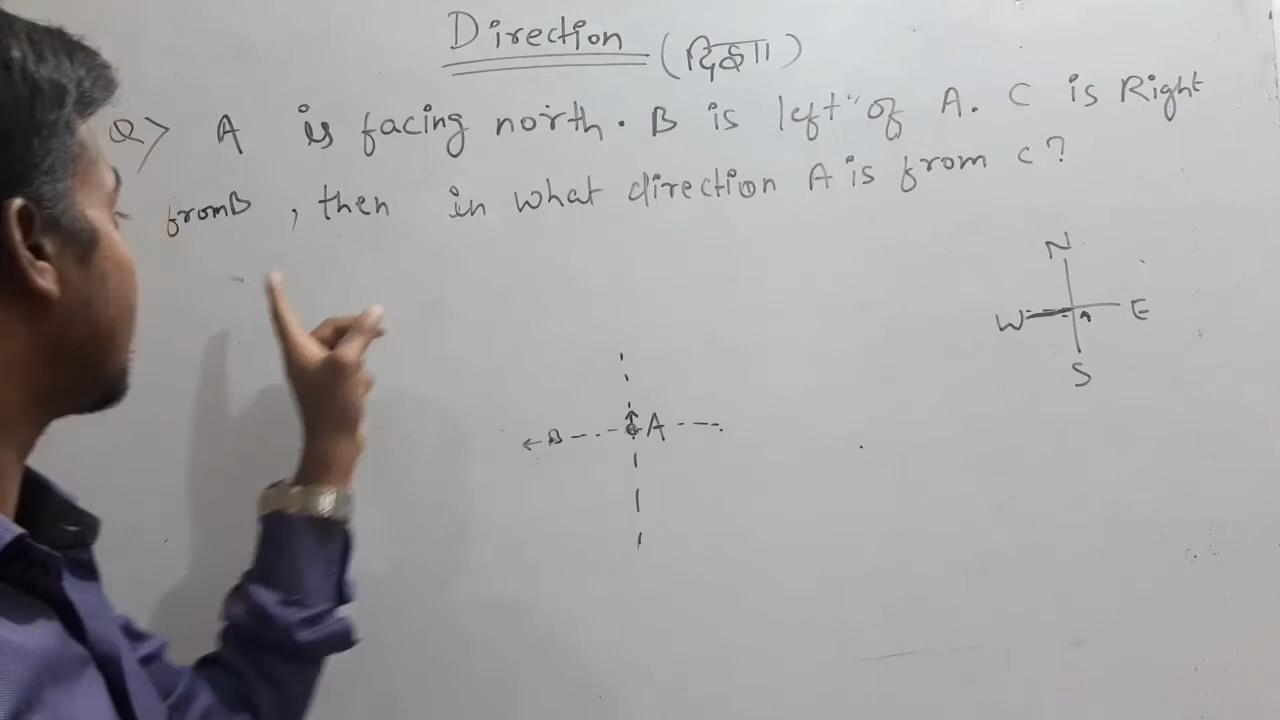 Direction (दिशा)
Q> A is facing north. B is left of A. C is Right
from B, then in what direction A is from C?
N
W A E
S
← B A